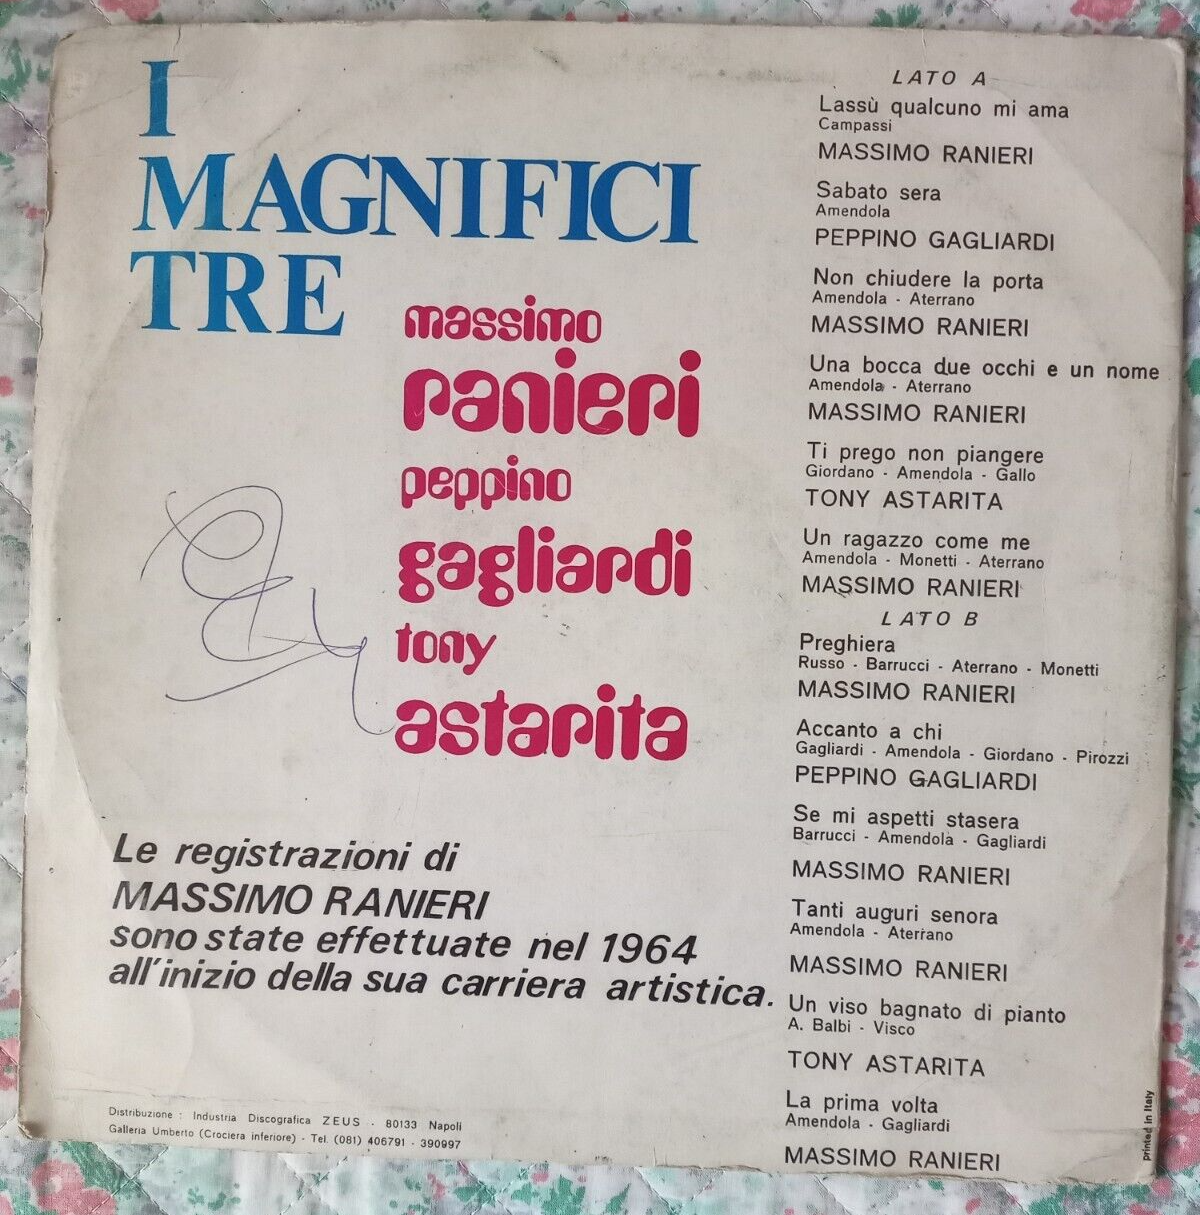 I
MAGNIFICI
TRE
massimo
ranieri
peppino
gagliardi
tony
astarita
Le registrazioni di
MASSIMO RANIERI
sono state effettuate nel 1964
all'inizio della sua carriera artistica.
Distribuzione : Industria Discografica ZEUS - 80133 Napoli
Galleria Umberto (Crociera inferiore) - Tel. (081) 406791 - 390997
LATO A
Lassù qualcuno mi ama
Campassi
MASSIMO RANIERI
Sabato sera
Amendola
PEPPINO GAGLIARDI
Non chiudere la porta
Amendola - Aterrano
MASSIMO RANIERI
Una bocca due occhi e un nome
Amendola - Aterrano
MASSIMO RANIERI
Ti prego non piangere
Giordano - Amendola - Gallo
TONY ASTARITA
Un ragazzo come me
Amendola - Monetti - Aterrano
MASSIMO RANIERI
LATO B
Preghiera
Russo - Barrucci - Aterrano - Monetti
MASSIMO RANIERI
Accanto a chi
Gagliardi - Amendola - Giordano - Pirozzi
PEPPINO GAGLIARDI
Se mi aspetti stasera
Barrucci - Amendola - Gagliardi
MASSIMO RANIERI
Tanti auguri senora
Amendola - Aterrano
MASSIMO RANIERI
Un viso bagnato di pianto
A. Balbi - Visco
TONY ASTARITA
La prima volta
Amendola - Gagliardi
MASSIMO RANIERI
printed in Italy